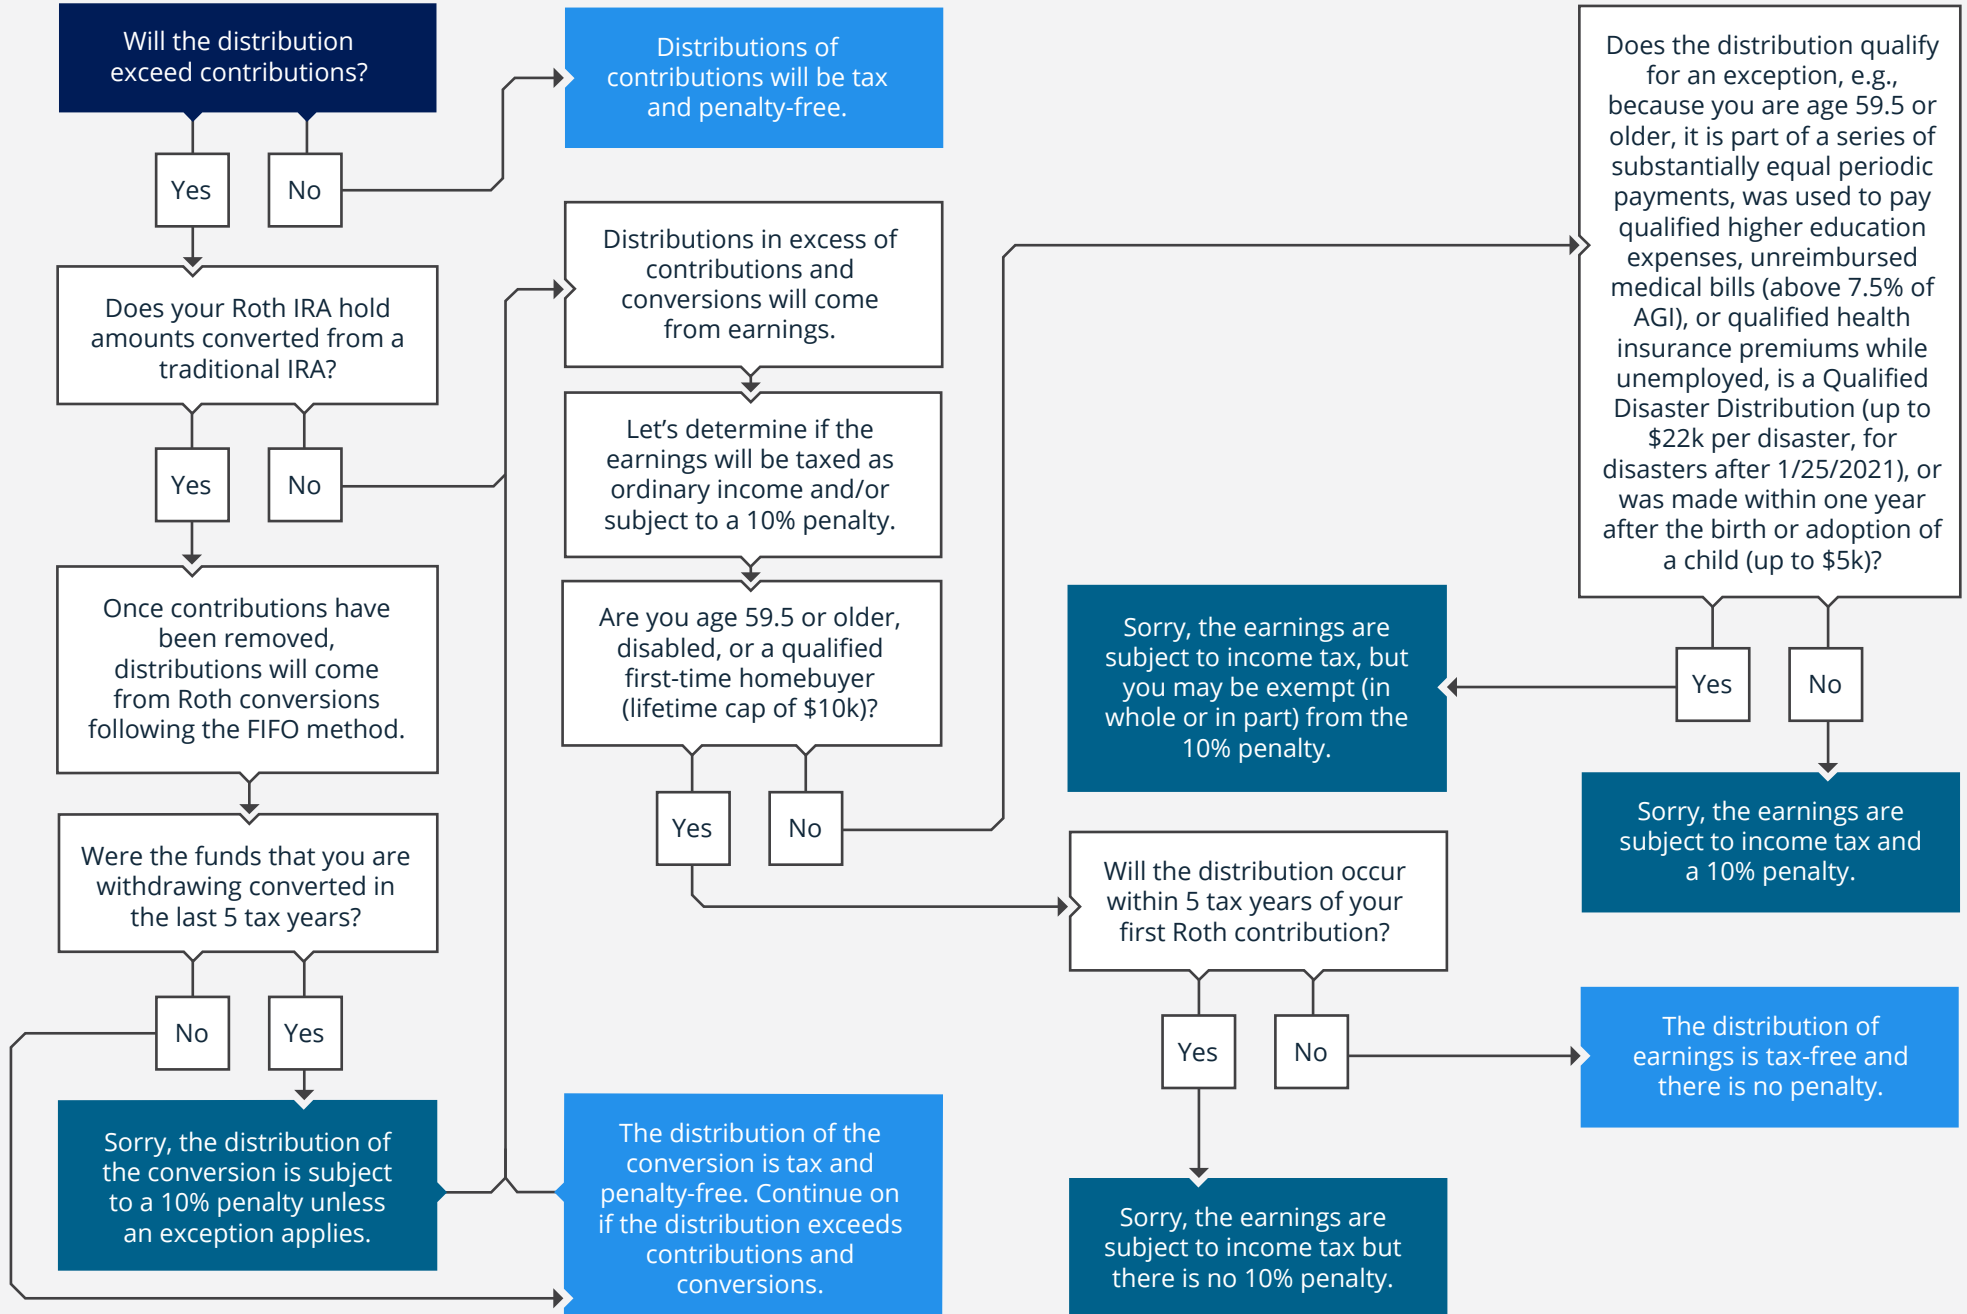 Will the distribution
exceed contributions?
Yes
No
Distributions of
contributions will be tax
and penalty-free.
Does your Roth IRA hold
amounts converted from a
traditional IRA?
Yes
No
Once contributions have
been removed,
distributions will come
from Roth conversions
following the FIFO method.
Were the funds that you are
withdrawing converted in
the last 5 tax years?
No
Yes
Sorry, the distribution of
the conversion is subject
to a 10% penalty unless
an exception applies.
The distribution of the
conversion is tax and
penalty-free. Continue on
if the distribution exceeds
contributions and
conversions.
Distributions in excess of
contributions and
conversions will come
from earnings.
Let’s determine if the
earnings will be taxed as
ordinary income and/or
subject to a 10% penalty.
Are you age 59.5 or older,
disabled, or a qualified
first-time homebuyer
(lifetime cap of $10k)?
Yes
No
Will the distribution occur
within 5 tax years of your
first Roth contribution?
Yes
No
Sorry, the earnings are
subject to income tax but
there is no 10% penalty.
The distribution of
earnings is tax-free and
there is no penalty.
Does the distribution qualify
for an exception, e.g.,
because you are age 59.5 or
older, it is part of a series of
substantially equal periodic
payments, was used to pay
qualified higher education
expenses, unreimbursed
medical bills (above 7.5% of
AGI), or qualified health
insurance premiums while
unemployed, is a Qualified
Disaster Distribution (up to
$22k per disaster, for
disasters after 1/25/2021), or
was made within one year
after the birth or adoption of
a child (up to $5k)?
Yes
No
Sorry, the earnings are
subject to income tax, but
you may be exempt (in
whole or in part) from the
10% penalty.
Sorry, the earnings are
subject to income tax and
a 10% penalty.